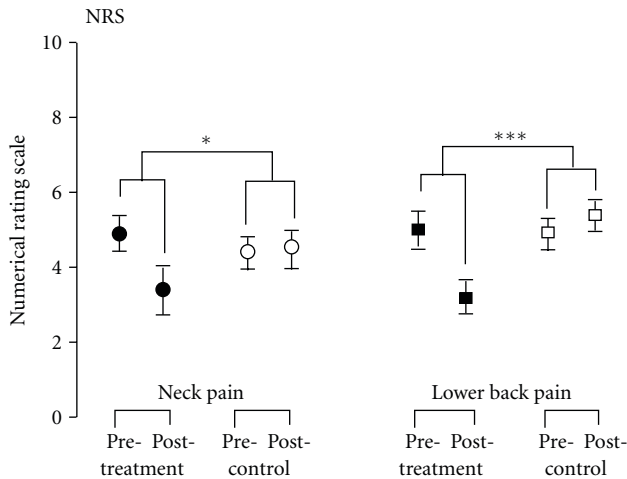 NRS
10
8
6
4
2
0
Numerical rating scale
*
***
Neck pain
Lower back pain
Pre- Post-
treatment
Pre- Post-
control
Pre- Post-
treatment
Pre- Post-
control